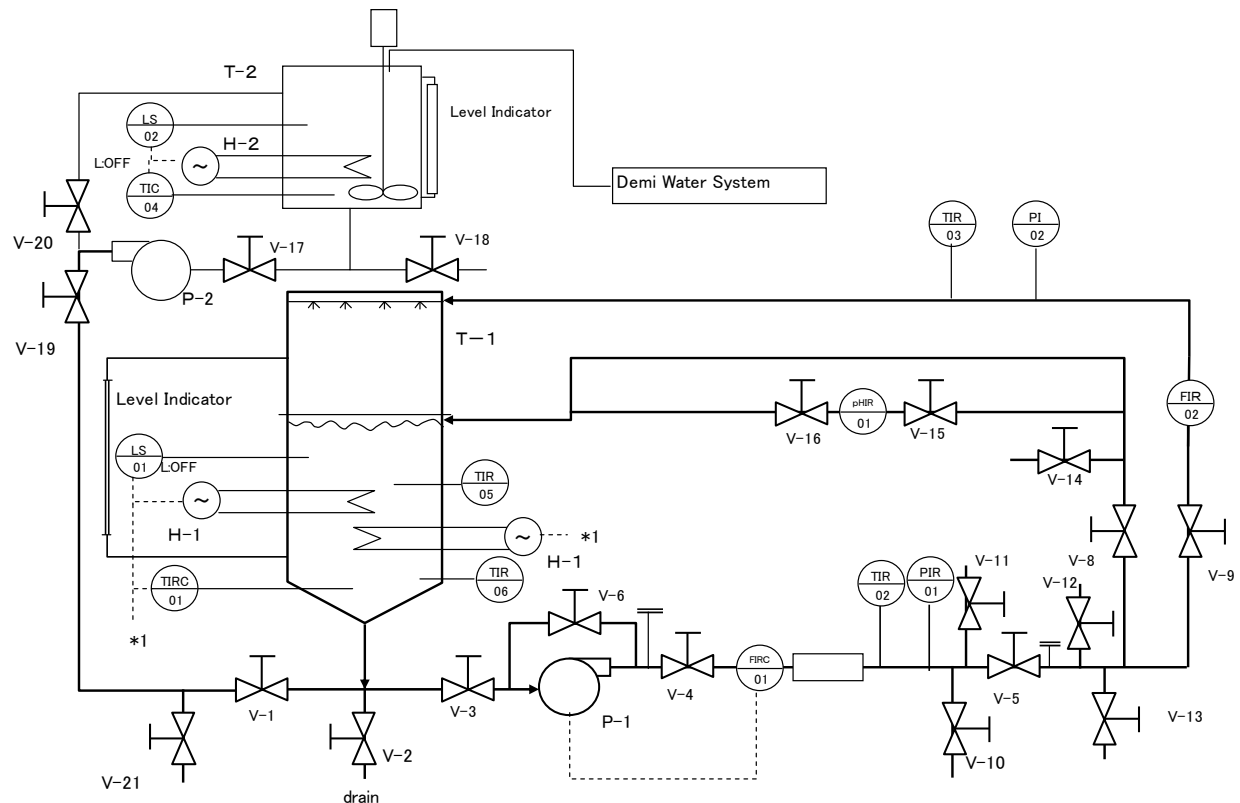 T-2
Level Indicator
LS
02
H-2
L:OFF
~
TIC
04
Demi Water System
V-20
V-17
V-18
P-2
TIR
03
PI
02
V-19
T-1
Level Indicator
FIR
02
pHIR
01
V-16
V-15
LS
01
L:OFF
TIR
05
V-14
~
H-1
~
*1
H-1
TIRC
01
TIR
06
*1
V-6
TIR
02
PIR
01
V-11
V-8
V-12
V-9
V-1
V-3
P-1
V-4
FIRC
01
V-5
V-13
V-21
V-2
V-10
drain